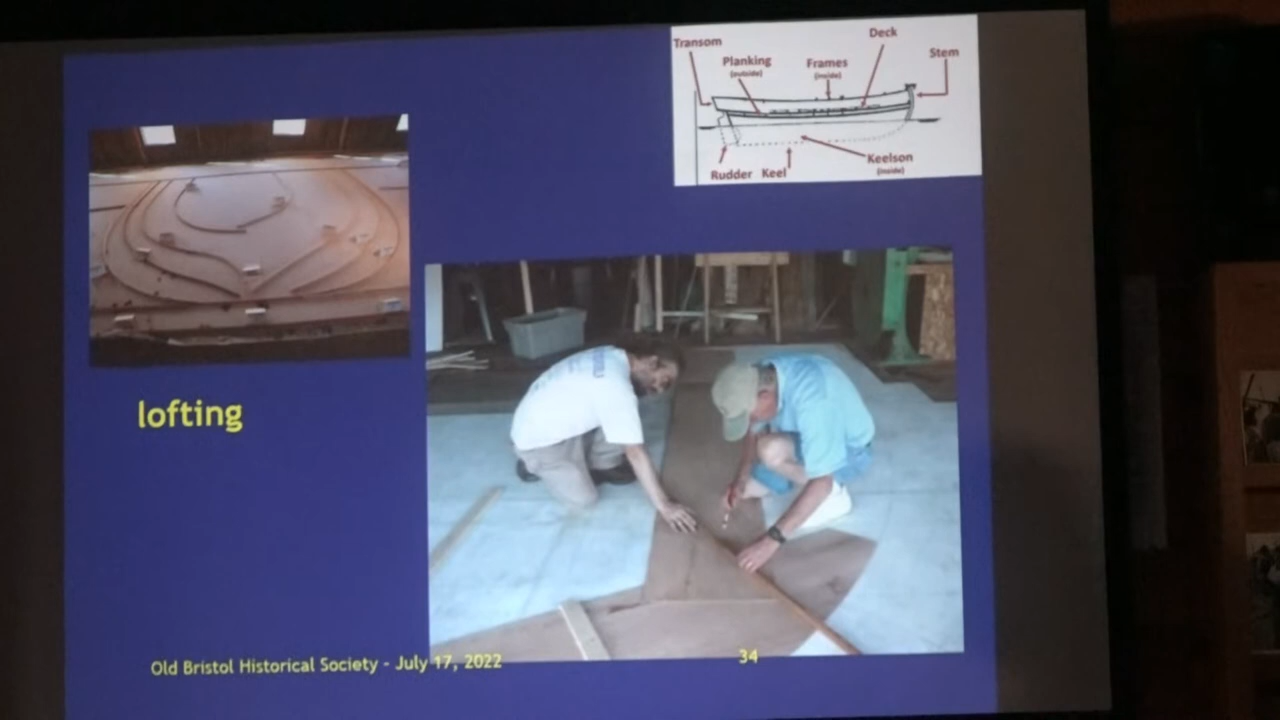 Transom
Deck
Stem
Planking
(outside)
Frames
(inside)
Rudder
Keel
Keelson
(inside)
lofting
Old Bristol Historical Society - July 17, 2022
34